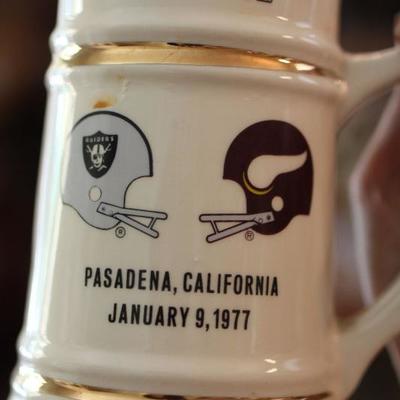 RAIDERS
PASADENA, CALIFORNIA
JANUARY 9, 1977